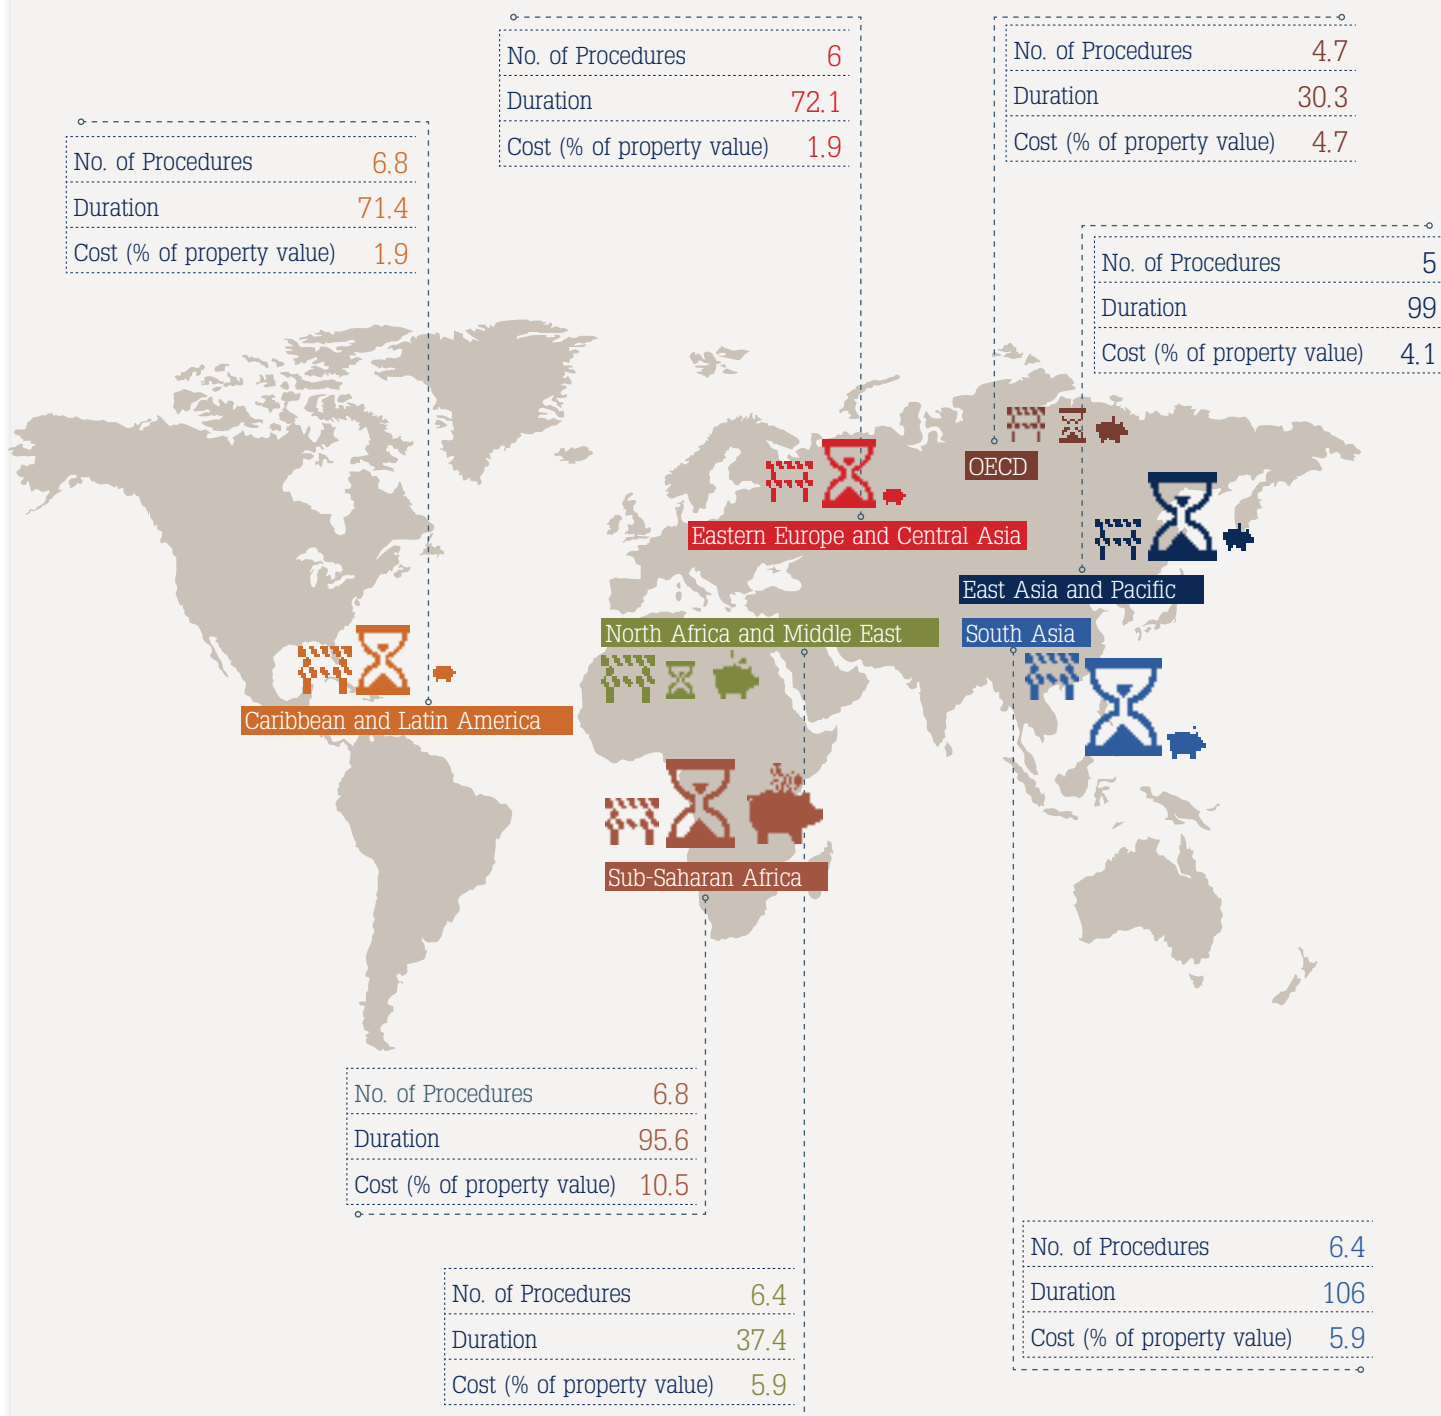 No. of Procedures 6
Duration 72.1
Cost (% of property value) 1.9
No. of Procedures 4.7
Duration 30.3
Cost (% of property value) 4.7
No. of Procedures 6.8
Duration 71.4
Cost (% of property value) 1.9
No. of Procedures 5
Duration 99
Cost (% of property value) 4.1
OECD
Eastern Europe and Central Asia
East Asia and Pacific
North Africa and Middle East
South Asia
Caribbean and Latin America
Sub-Saharan Africa
No. of Procedures 6.8
Duration 95.6
Cost (% of property value) 10.5
No. of Procedures 6.4
Duration 106
Cost (% of property value) 5.9
No. of Procedures 6.4
Duration 37.4
Cost (% of property value) 5.9